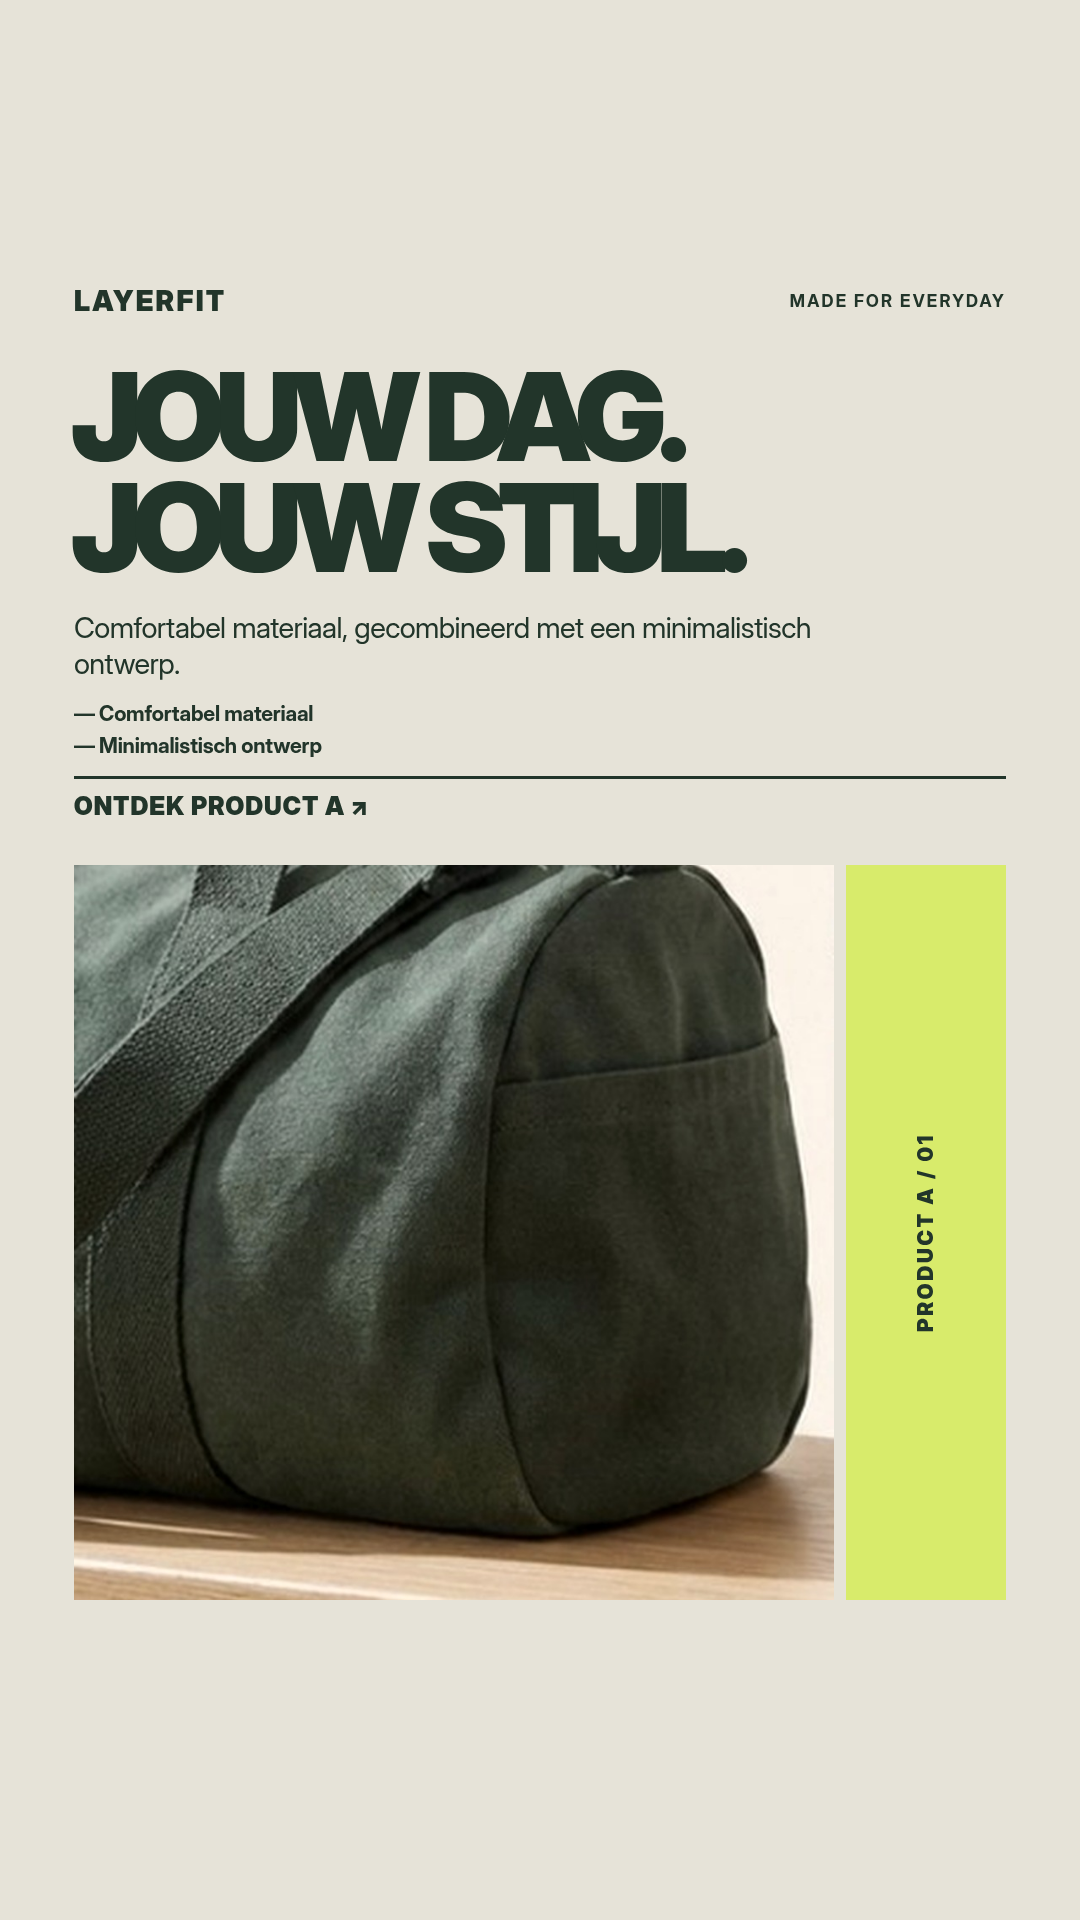 LAYERFIT
MADE FOR EVERYDAY
JOUW DAG.
JOUW STIJL.
Comfortabel materiaal, gecombineerd met een minimalistisch
ontwerp.
— Comfortabel materiaal
— Minimalistisch ontwerp
ONTDEK PRODUCT A ↗
PRODUCT A / 01